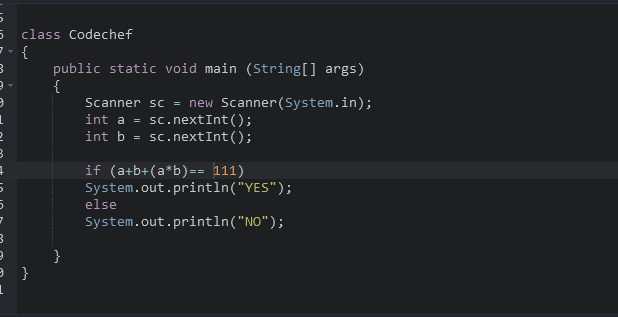 class Codechef
{
public static void main (String[] args)
{
Scanner sc = new Scanner(System.in);
int a = sc.nextInt();
int b = sc.nextInt();
if (a+b+(a*b)== 111)
System.out.println("YES");
else
System.out.println("NO");
}
}